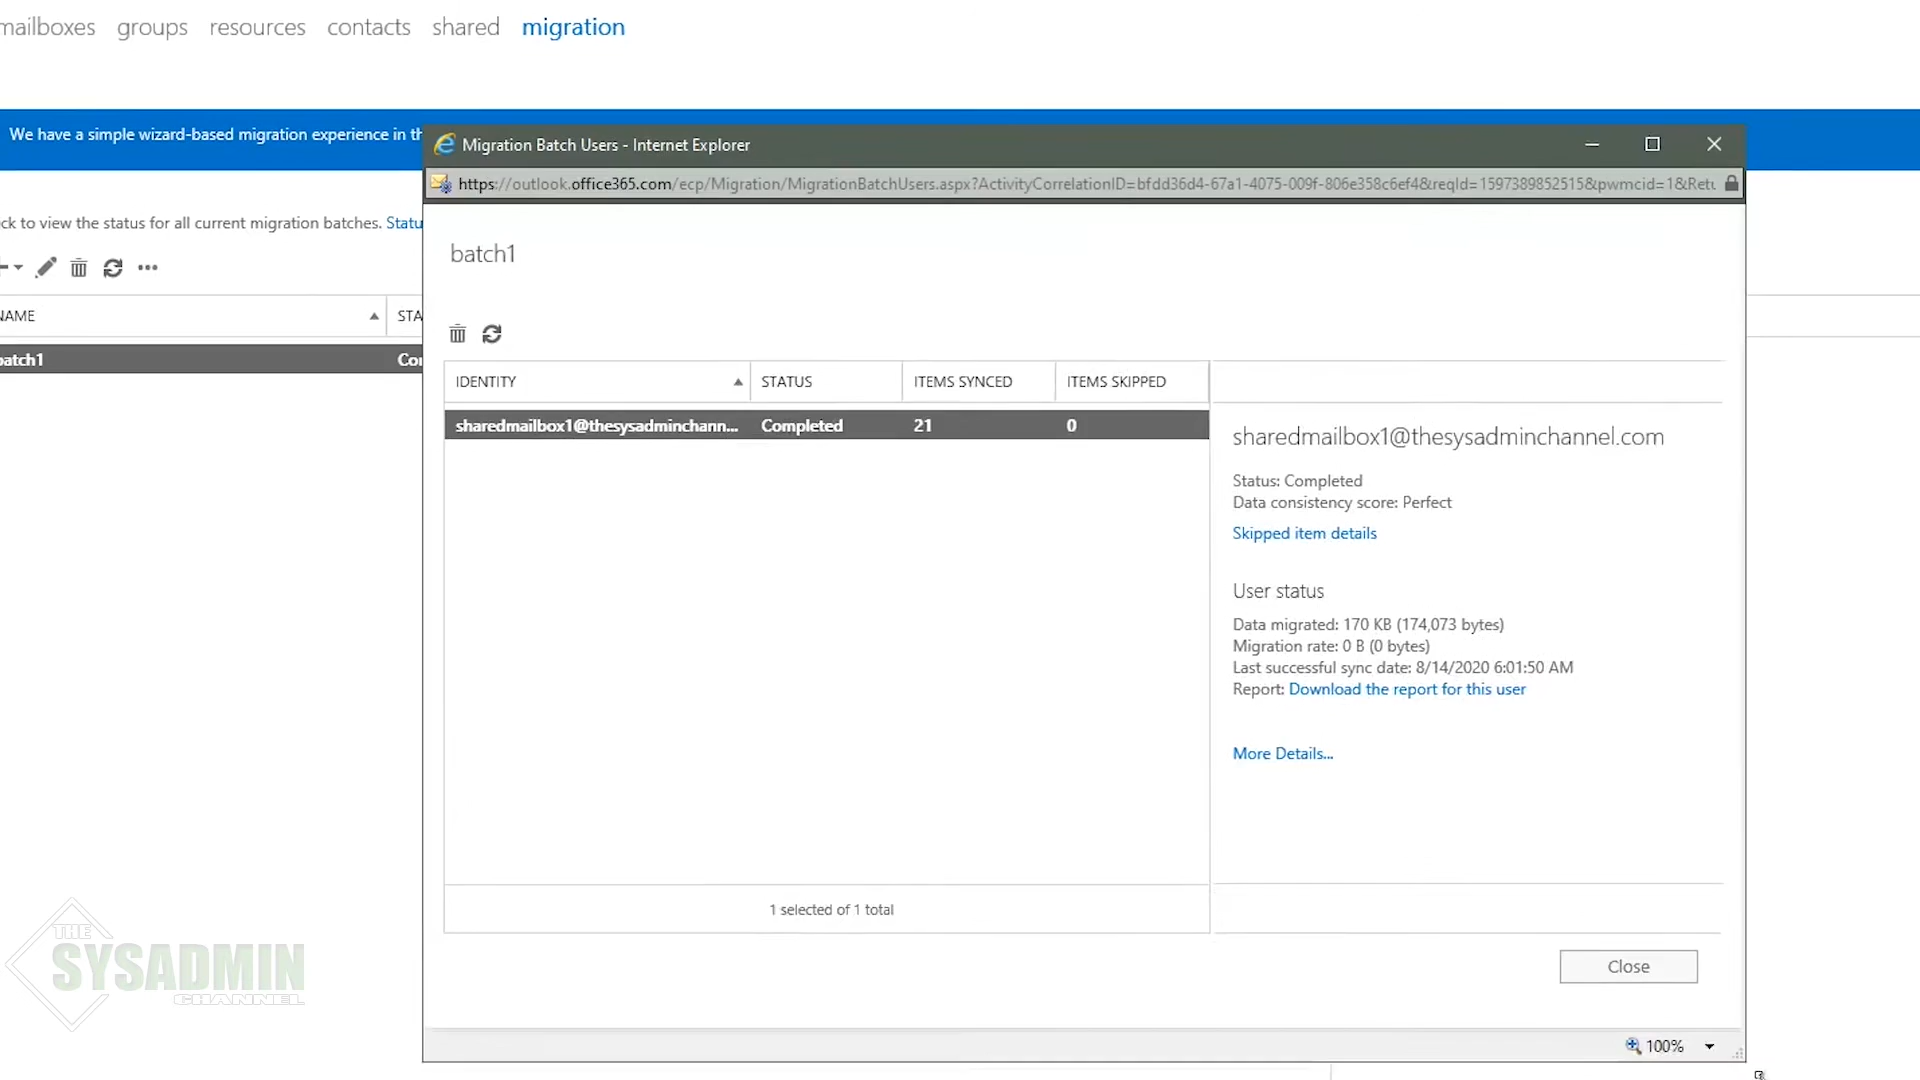 mailboxes groups resources contacts shared migration
We have a simple wizard-based migration experience in th
Migration Batch Users - Internet Explorer
https://outlook.office365.com/ecp/Migration/MigrationBatchUsers.aspx?ActivityCorrelationID=bfdd36d4-67a1-4075-009f-806e358c6ef4&reqId=1597389852515&pwmcid=1&Retu
ck to view the status for all current migration batches. Statu
batch1
NAME STA
batch1 Cor
IDENTITY STATUS ITEMS SYNCED ITEMS SKIPPED
sharedmailbox1@thesysadminchann... Completed 21 0
sharedmailbox1@thesysadminchannel.com
Status: Completed
Data consistency score: Perfect
Skipped item details
User status
Data migrated: 170 KB (174,073 bytes)
Migration rate: 0 B (0 bytes)
Last successful sync date: 8/14/2020 6:01:50 AM
Report: Download the report for this user
More Details...
1 selected of 1 total
Close
100%
THE
SYSADMIN
CHANNEL